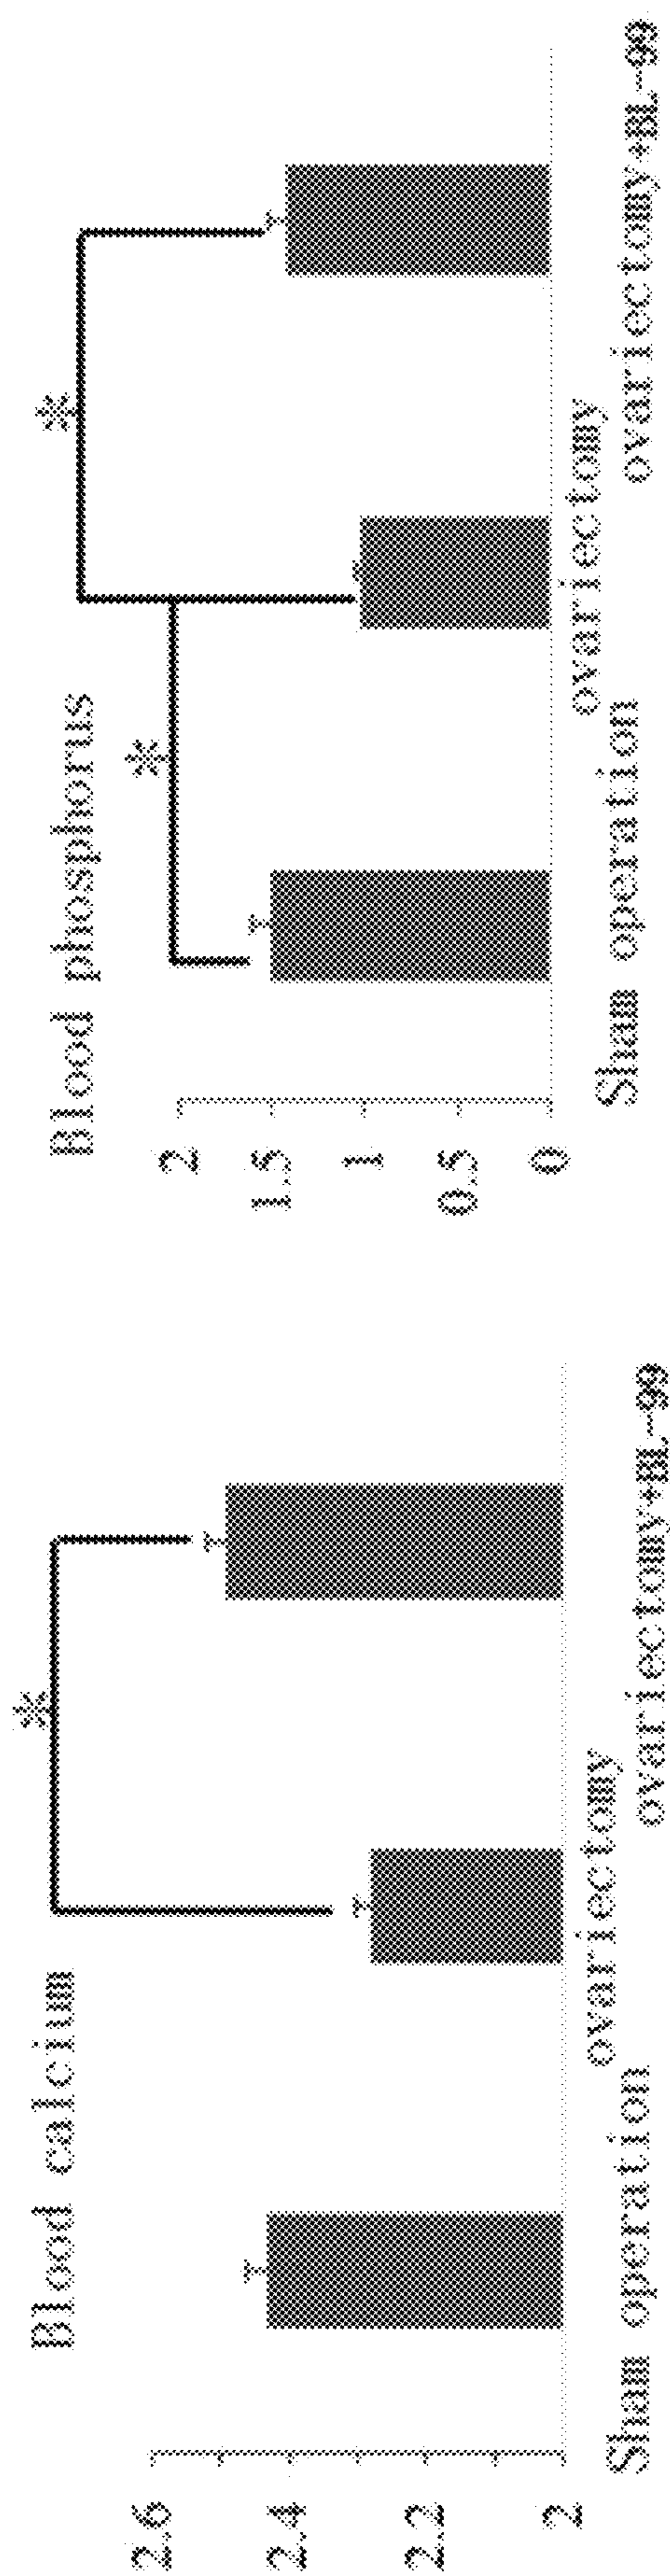 Blood calcium
2.6
2.4
2.2
2
Sham operation
ovariectomy
ovariectomy+BL-99
*
Blood phosphorus
2
1.5
1
0.5
0
Sham operation
ovariectomy
ovariectomy+BL-99
*
*